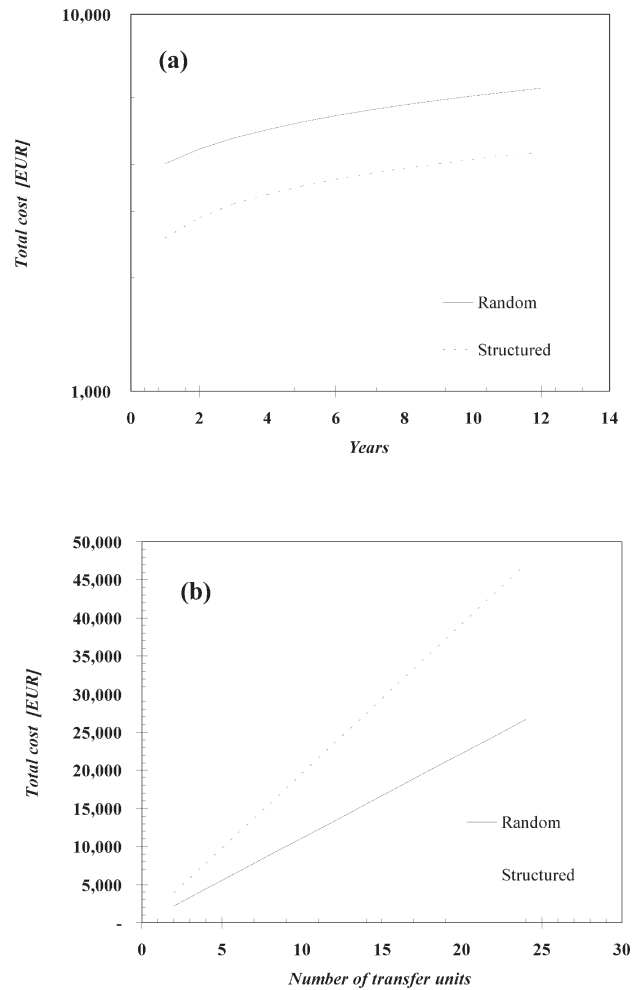 10,000
(a)
Total cost [EUR]
Random
Structured
1,000
0 2 4 6 8 10 12 14
Years
50,000
45,000
(b)
40,000
35,000
30,000
Total cost [EUR]
25,000
20,000
15,000
Random
10,000
Structured
5,000
-
0 5 10 15 20 25 30
Number of transfer units